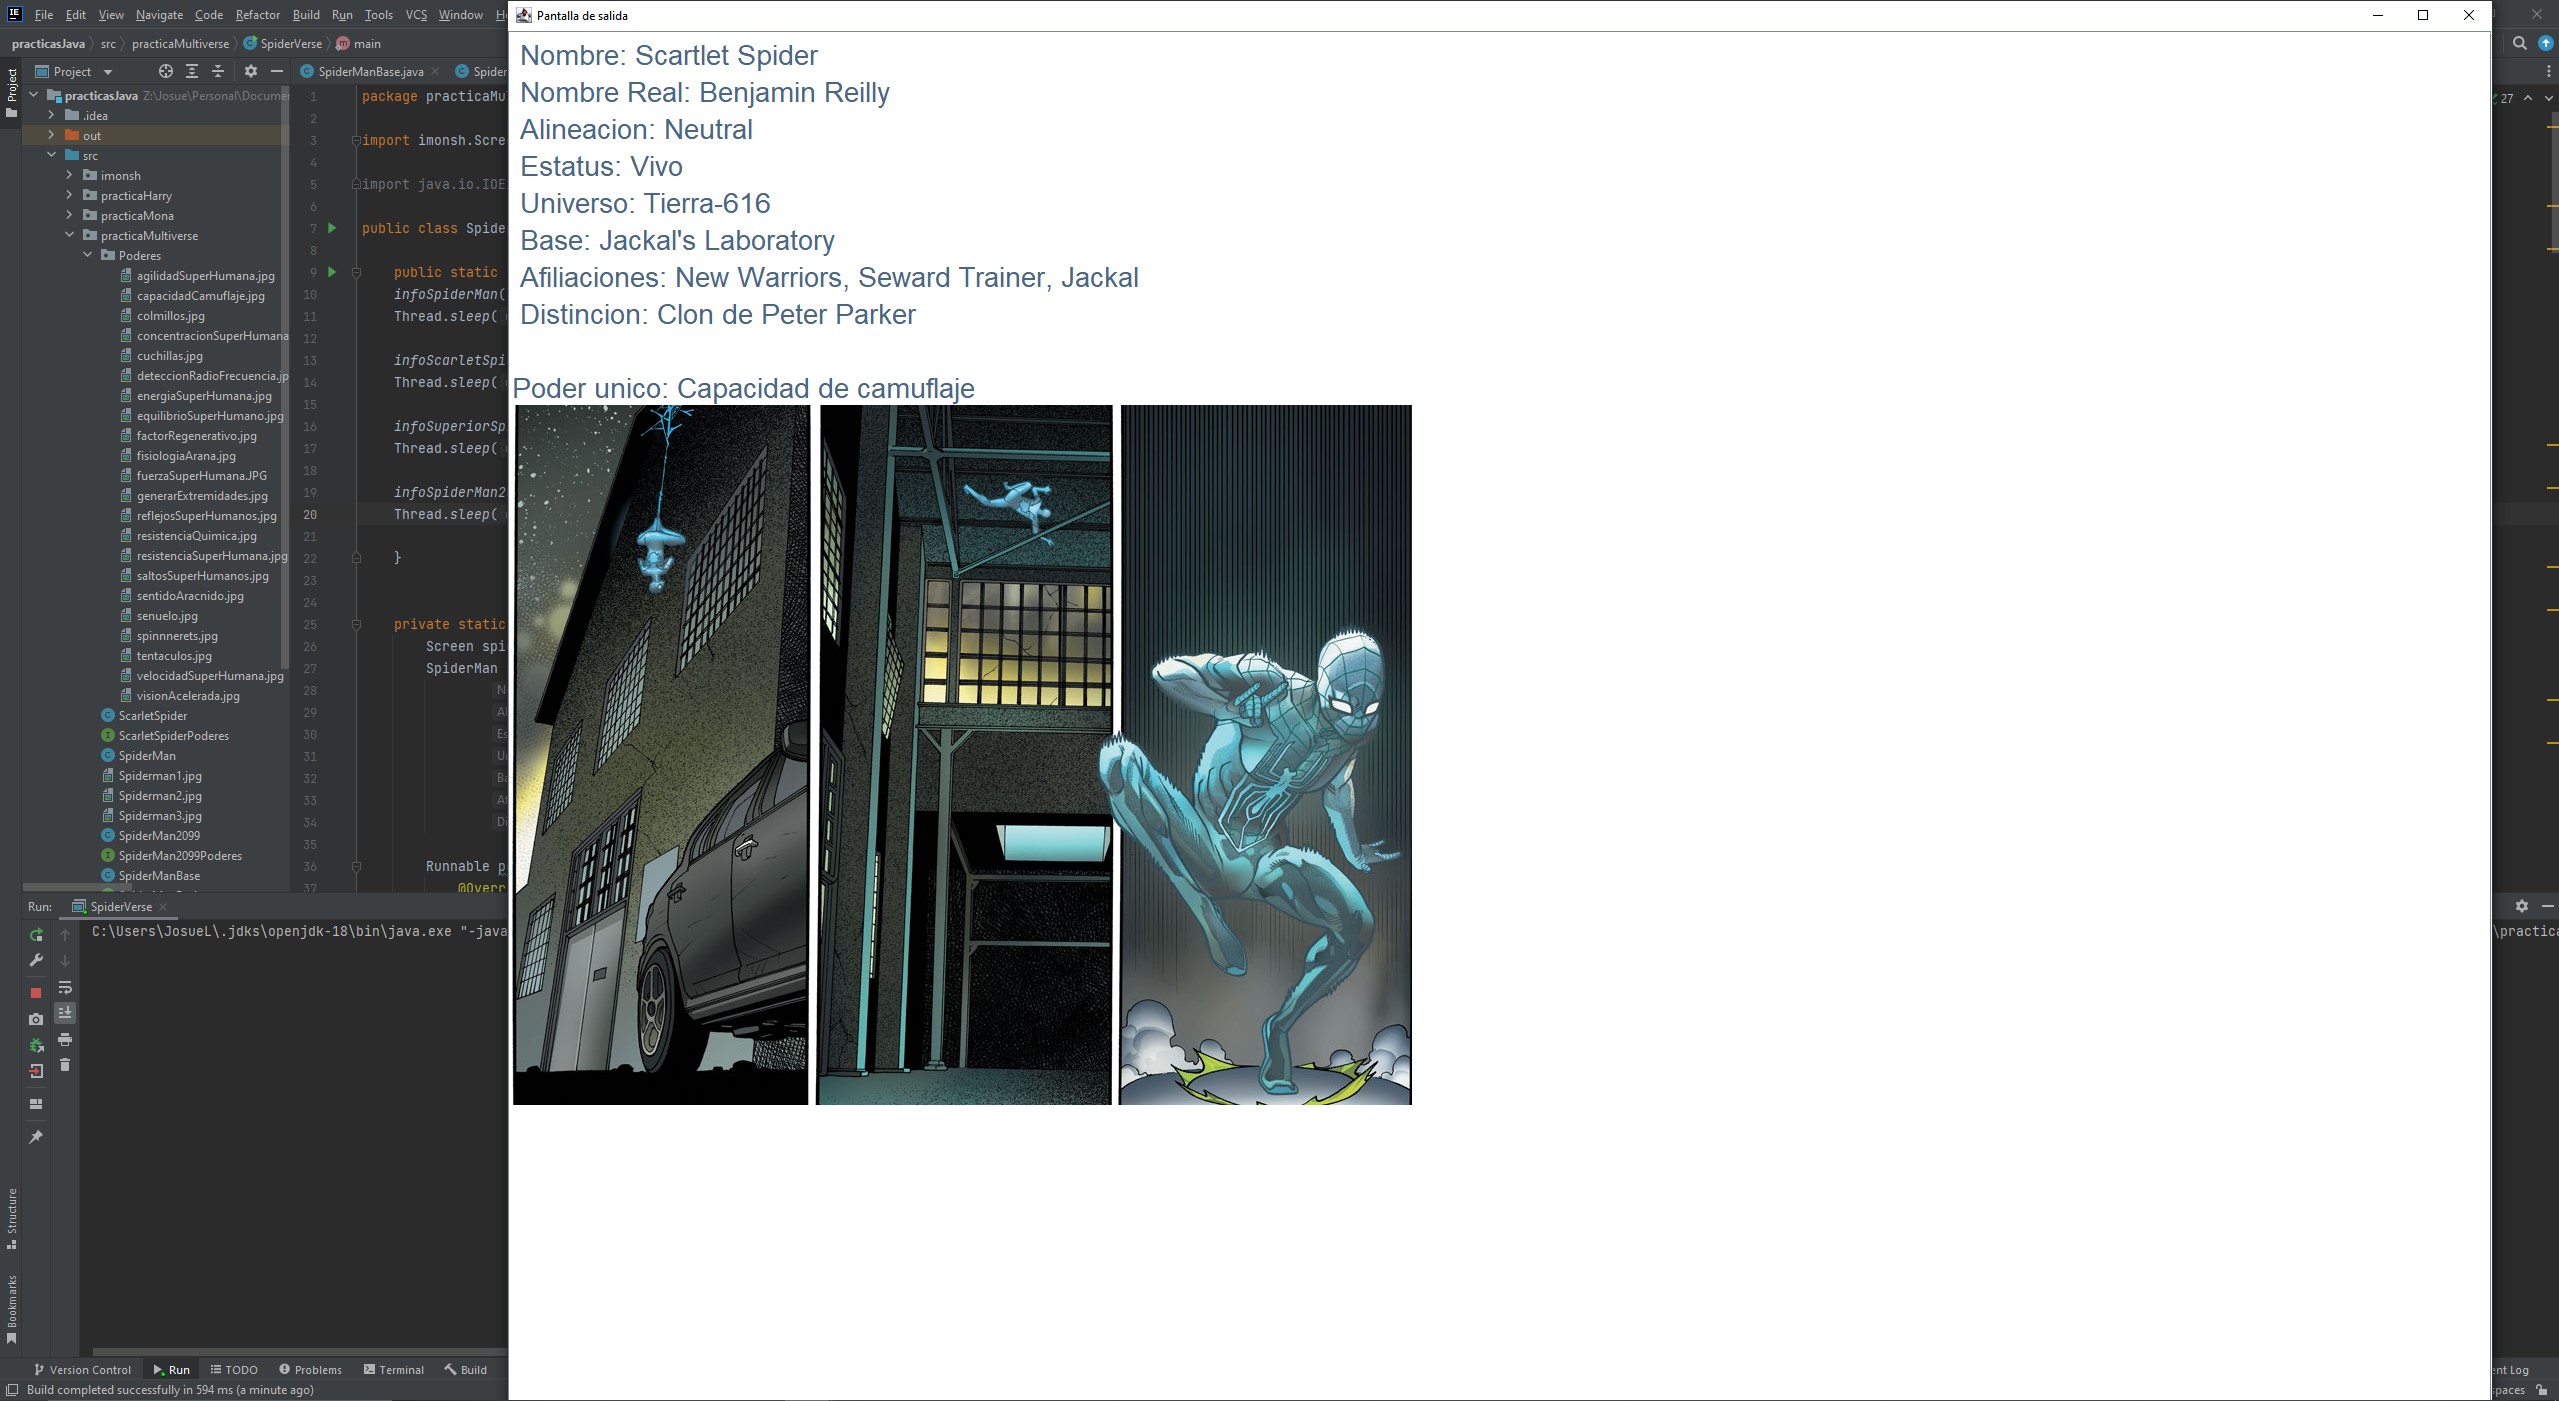 File Edit View Navigate Code Refactor Build Run Tools VCS Window
Pantalla de salida
practicasJava src practicaMultiverse SpiderVerse main
Project
Project
SpiderManBase.java
practicasJava Z:\Josue\Personal\Docume
.idea
out
src
imonsh
practicaHarry
practicaMona
practicaMultiverse
Poderes
agilidadSuperHumana.jpg
capacidadCamuflaje.jpg
colmillos.jpg
concentracionSuperHumana
cuchillas.jpg
deteccionRadioFrecuencia.jp
energiaSuperHumana.jpg
equilibrioSuperHumano.jpg
factorRegenerativo.jpg
fisiologiaArana.jpg
fuerzaSuperHumana.JPG
generarExtremidades.jpg
reflejosSuperHumanos.jpg
resistenciaQuimica.jpg
resistenciaSuperHumana.jpg
saltosSuperHumanos.jpg
sentidoAracnido.jpg
senuelo.jpg
spinnnerets.jpg
tentaculos.jpg
velocidadSuperHumana.jpg
visionAcelerada.jpg
ScarletSpider
ScarletSpiderPoderes
SpiderMan
Spiderman1.jpg
Spiderman2.jpg
Spiderman3.jpg
SpiderMan2099
SpiderMan2099Poderes
SpiderManBase
1 package practicaMu
2
3 import imonsh.Scre
4
5 import java.io.IOE
6
7 public class Spide
8
9 public static
10 infoSpiderMan(
11 Thread.sleep(
12
13 infoScarletSpi
14 Thread.sleep(
15
16 infoSuperiorSp
17 Thread.sleep(
18
19 infoSpiderMan2
20 Thread.sleep(
21
22 }
23
24
25 private static
26 Screen spi
27 SpiderMan
28 N
29 Al
30 Es
31 U
32 Ba
33 Af
34 Di
35
36 Runnable p
37 @Overr
27
Nombre: Scartlet Spider
Nombre Real: Benjamin Reilly
Alineacion: Neutral
Estatus: Vivo
Universo: Tierra-616
Base: Jackal's Laboratory
Afiliaciones: New Warriors, Seward Trainer, Jackal
Distincion: Clon de Peter Parker
Poder unico: Capacidad de camuflaje
Run: SpiderVerse
C:\Users\JosueL\.jdks\openjdk-18\bin\java.exe "-java
\practica
Structure
Bookmarks
Version Control Run TODO Problems Terminal Build
ent Log
Build completed successfully in 594 ms (a minute ago)
paces